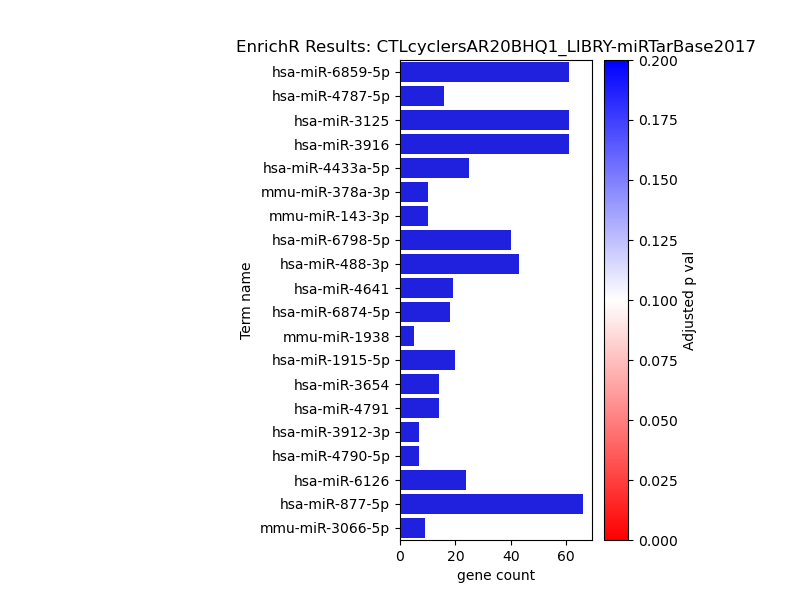 EnrichR Results: CTLcyclersAR20BHQ1_LIBRY-miRTarBase2017
hsa-miR-6859-5p
hsa-miR-4787-5p
hsa-miR-3125
hsa-miR-3916
hsa-miR-4433a-5p
mmu-miR-378a-3p
mmu-miR-143-3p
hsa-miR-6798-5p
hsa-miR-488-3p
hsa-miR-4641
hsa-miR-6874-5p
mmu-miR-1938
hsa-miR-1915-5p
hsa-miR-3654
hsa-miR-4791
hsa-miR-3912-3p
hsa-miR-4790-5p
hsa-miR-6126
hsa-miR-877-5p
mmu-miR-3066-5p
Term name
0 20 40 60
gene count
0.200
0.175
0.150
0.125
0.100
0.075
0.050
0.025
0.000
Adjusted p val